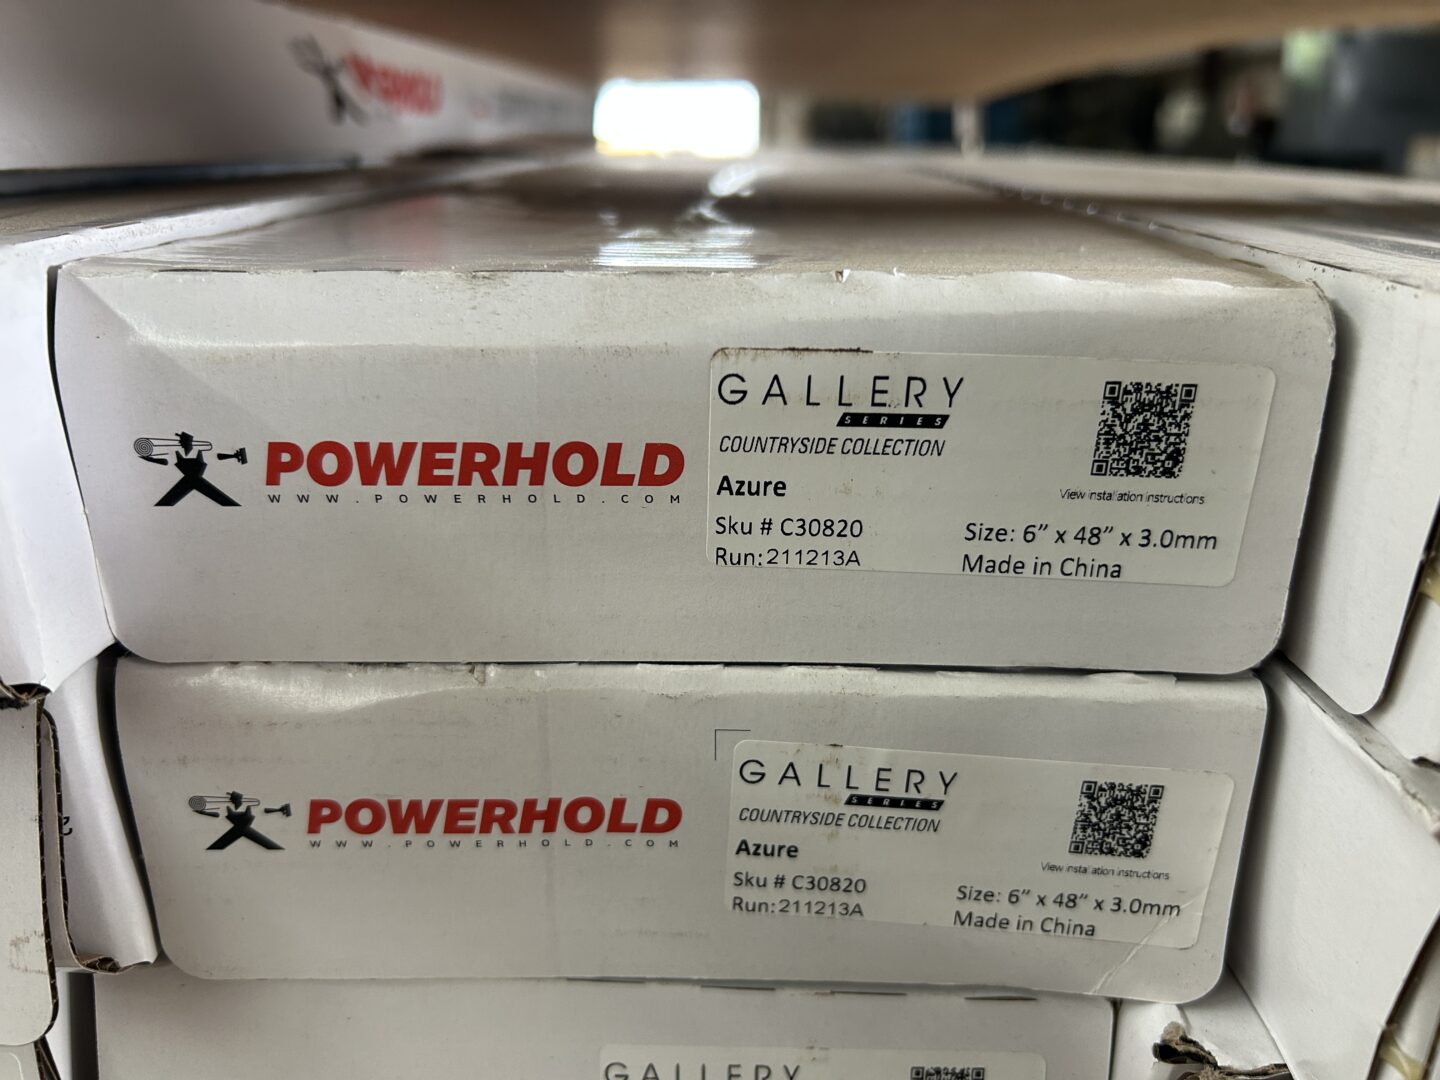 POWERHOLD
WWW.POWERHOLD.COM
GALLERY
SERIES
COUNTRYSIDE COLLECTION
Azure
Sku # C30820
Run:211213A
View installation instructions
Size: 6” x 48” x 3.0mm
Made in China
POWERHOLD
WWW.POWERHOLD.COM
GALLERY
SERIES
COUNTRYSIDE COLLECTION
Azure
Sku # C30820
Run:211213A
View installation instructions
Size: 6” x 48” x 3.0mm
Made in China
GALLERY